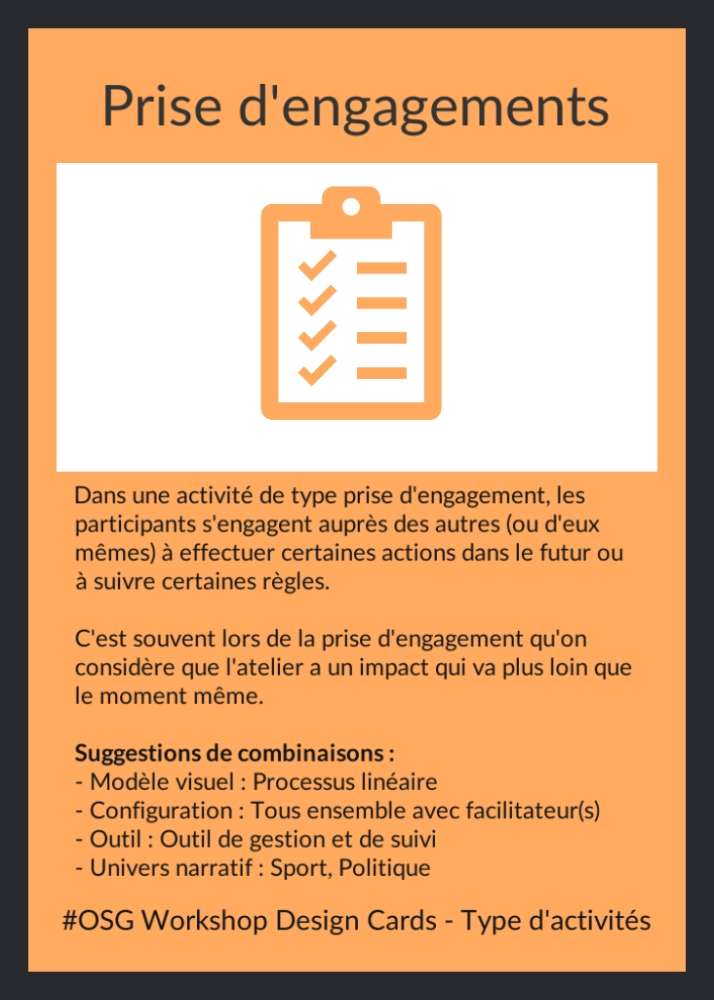 Prise d'engagements
Dans une activité de type prise d'engagement, les
participants s'engagent auprès des autres (ou d'eux
mêmes) à effectuer certaines actions dans le futur ou
à suivre certaines règles.
C'est souvent lors de la prise d'engagement qu'on
considère que l'atelier a un impact qui va plus loin que
le moment même.
Suggestions de combinaisons :
- Modèle visuel : Processus linéaire
- Configuration : Tous ensemble avec facilitateur(s)
- Outil : Outil de gestion et de suivi
- Univers narratif : Sport, Politique
#OSG Workshop Design Cards - Type d'activités